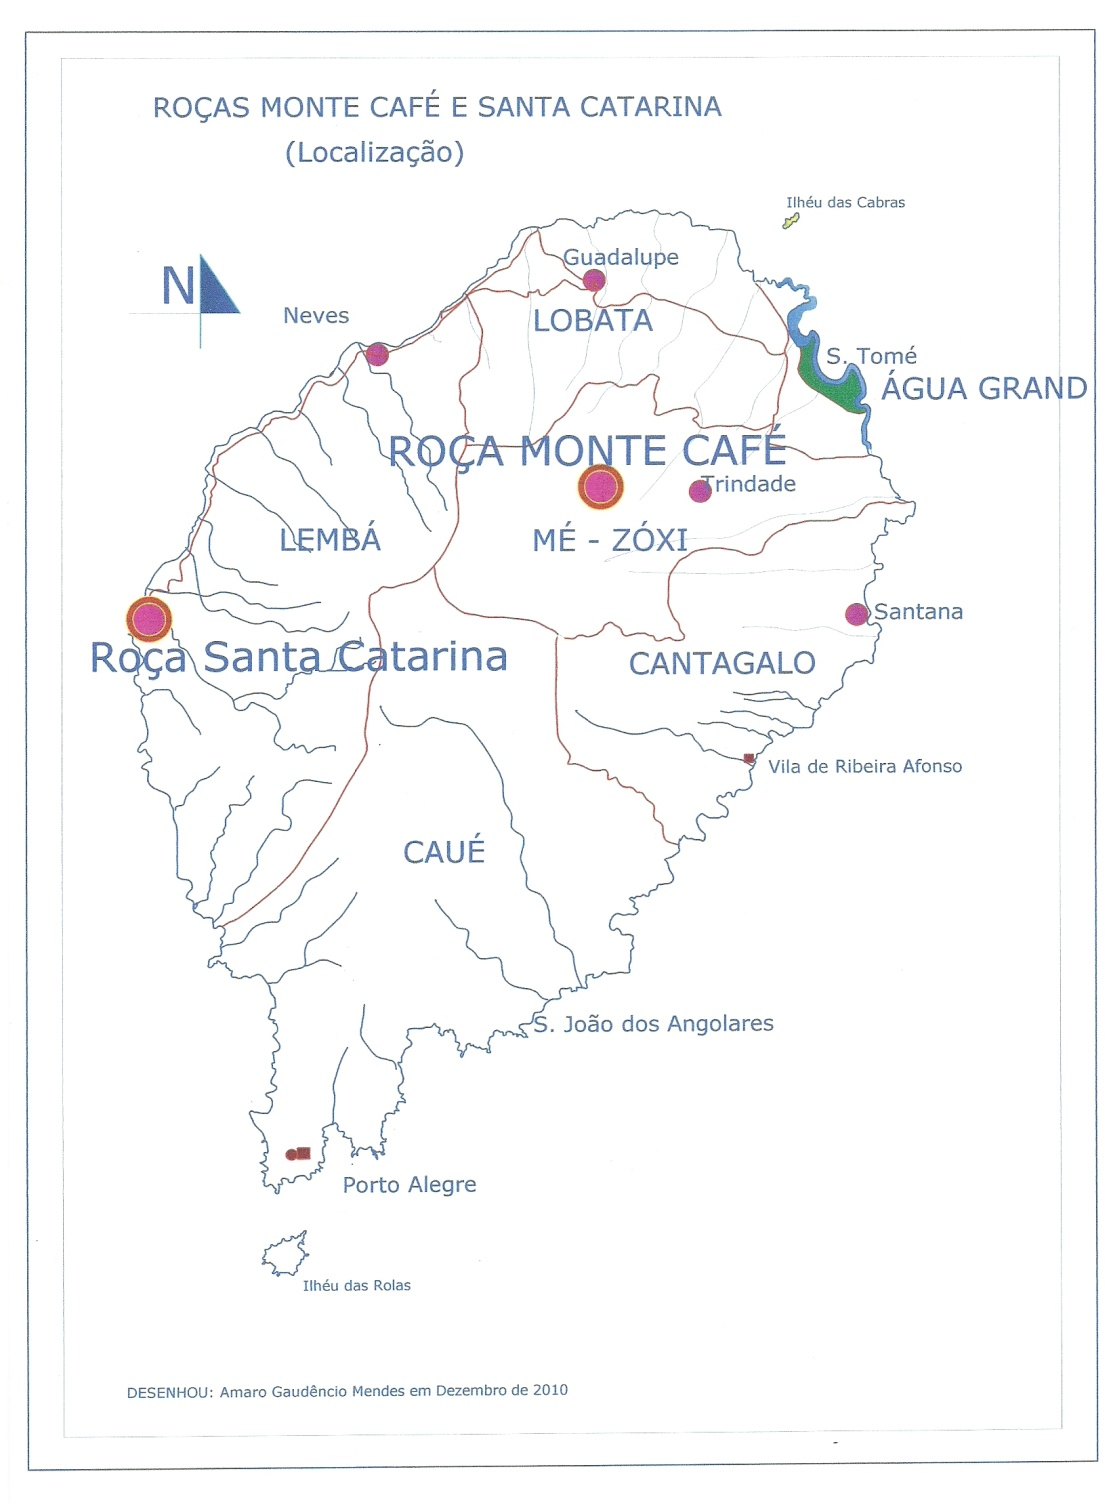 ROÇAS MONTE CAFÉ E SANTA CATARINA
(Localização)
Ilhéu das Cabras
N
Guadalupe
Neves
LOBATA
S. Tomé
ÁGUA GRAND
ROÇA MONTE CAFÉ
Trindade
LEMBÁ
MÉ - ZÓXI
Santana
Roça Santa Catarina
CANTAGALO
Vila de Ribeira Afonso
CAUÉ
S. João dos Angolares
Porto Alegre
Ilhéu das Rolas
DESENHOU: Amaro Gaudêncio Mendes em Dezembro de 2010